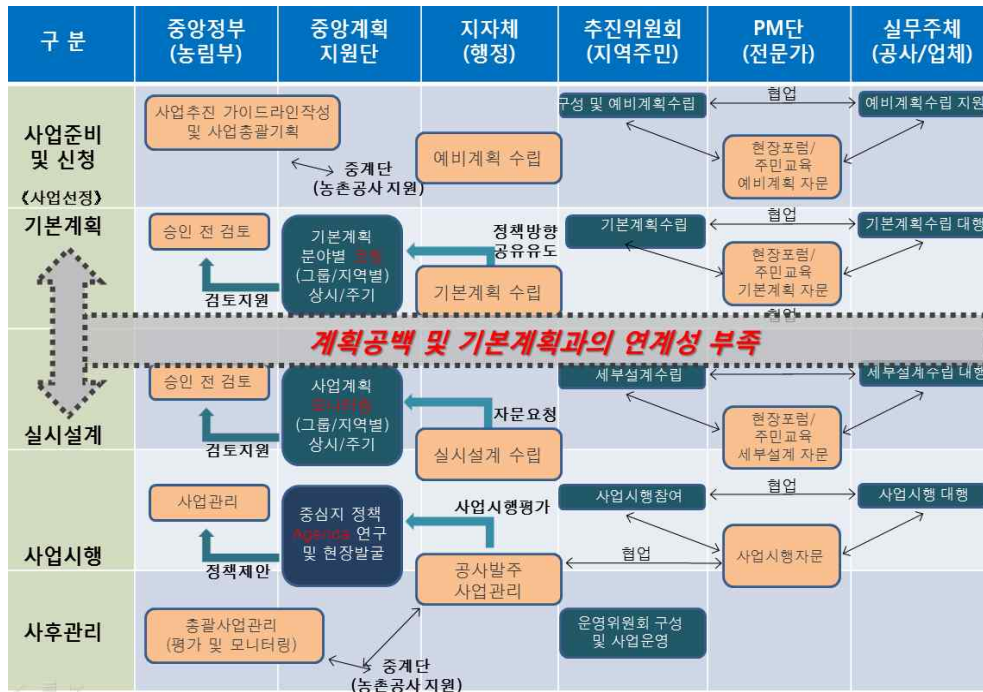 구 분
중앙정부
(농림부)
중앙계획
지원단
지자체
(행정)
추진위원회
(지역주민)
PM단
(전문가)
실무주체
(공사/업체)
사업준비
및 신청
《사업선정》
사업추진 가이드라인작성
및 사업총괄기획
중계단
(농촌공사 지원)
예비계획 수립
구성 및 예비계획수립
협업
예비계획수립 지원
현장포럼/
주민교육
예비계획 자문
기본계획
승인 전 검토
검토지원
기본계획
분야별
(그룹/지역별)
상시/주기
정책방향
공유유도
기본계획 수립
기본계획수립
협업
기본계획수립 대행
현장포럼/
주민교육
기본계획 자문
협업
계획공백 및 기본계획과의 연계성 부족
실시설계
승인 전 검토
검토지원
사업계획
모니터링
(그룹/지역별)
상시/주기
자문요청
실시설계 수립
세부설계수립
세부설계수립 대행
현장포럼/
주민교육
세부설계 자문
사업시행
사업관리
정책제안
중심지 정책
Agenda 연구
및 현장발굴
사업시행평가
공사발주
사업관리
사업시행참여
협업
사업시행 대행
협업
사업시행자문
사후관리
총괄사업관리
(평가 및 모니터링)
중계단
(농촌공사 지원)
운영위원회 구성
및 사업운영